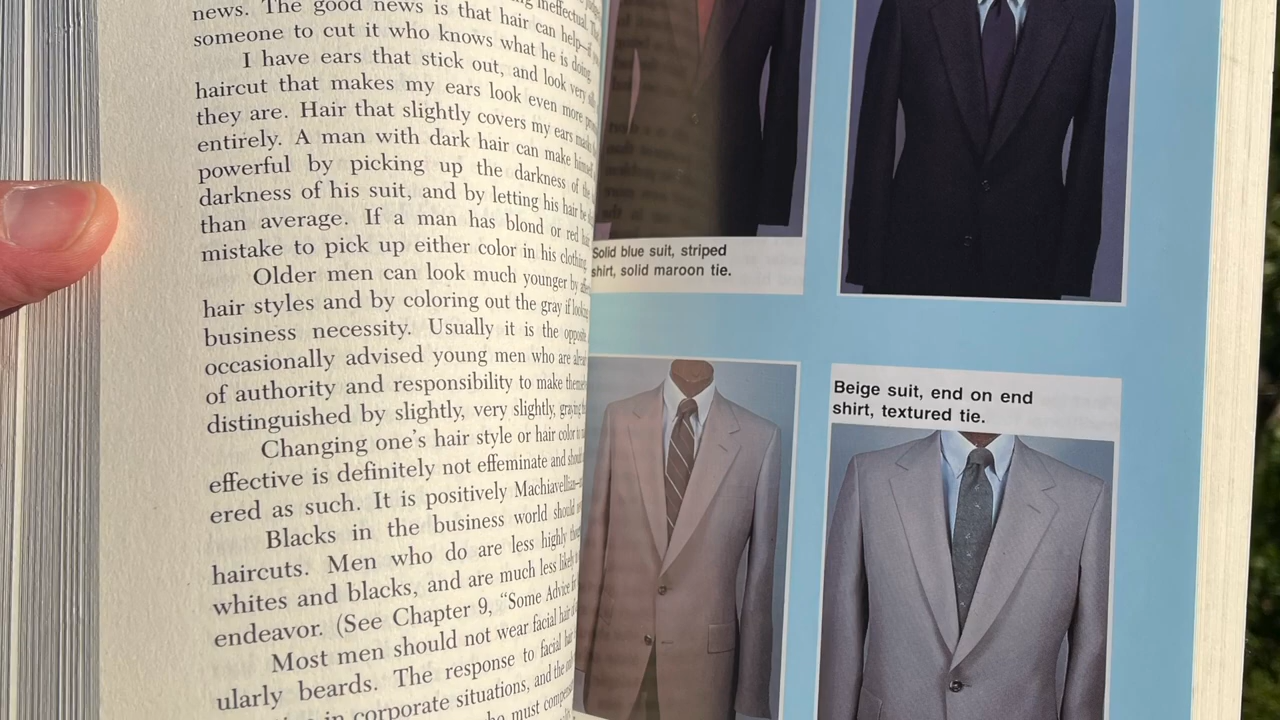 news. The good news is that hair can help—if
someone to cut it who knows what he is doing.
I have ears that stick out, and look very
haircut that makes my ears look even more
they are. Hair that slightly covers my ears
entirely. A man with dark hair can make himself
powerful by picking up the darkness of
darkness of his suit, and by letting his hair be
than average. If a man has blond or red hair
mistake to pick up either color in his clothing
Older men can look much younger by
hair styles and by coloring out the gray if
business necessity. Usually it is the opposite.
occasionally advised young men who are
of authority and responsibility to make
distinguished by slightly, very slightly, graying
Changing one's hair style or hair color to
effective is definitely not effeminate and
ered as such. It is positively Machiavellian—
Blacks in the business world should
haircuts. Men who do are less highly
whites and blacks, and are much less likely
endeavor. (See Chapter 9, “Some Advice
Most men should not wear facial hair
ularly beards. The response to facial hair
in corporate situations, and the
who must
Solid blue suit, striped
shirt, solid maroon tie.
Beige suit, end on end
shirt, textured tie.